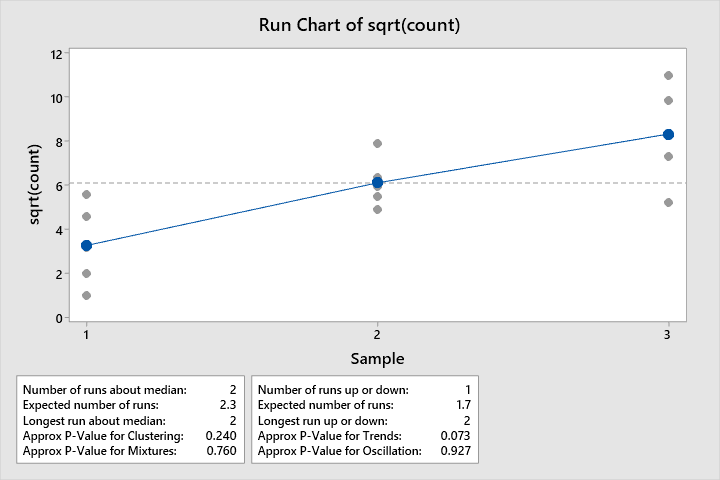 Run Chart of sqrt(count)
12
10
8
6
4
2
0
sqrt(count)
1 2 3
Sample
Number of runs about median: 2
Expected number of runs: 2.3
Longest run about median: 2
Approx P-Value for Clustering: 0.240
Approx P-Value for Mixtures: 0.760
Number of runs up or down: 1
Expected number of runs: 1.7
Longest run up or down: 2
Approx P-Value for Trends: 0.073
Approx P-Value for Oscillation: 0.927